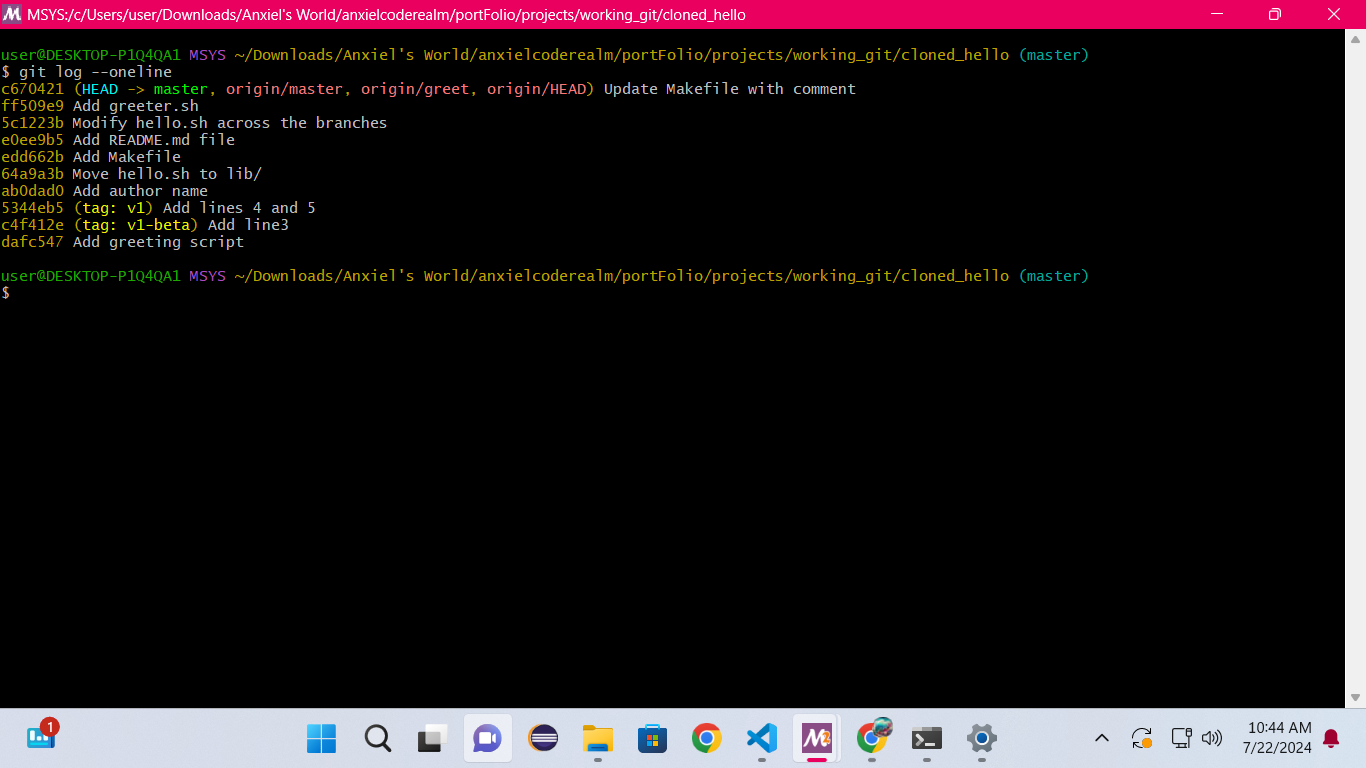 MSYS:/c/Users/user/Downloads/Anxiel's World/anxielcoderealm/portFolio/projects/working_git/cloned_hello
user@DESKTOP-P1Q4QA1 MSYS ~/Downloads/Anxiel's World/anxielcoderealm/portFolio/projects/working_git/cloned_hello (master)
$ git log --oneline
c670421 (HEAD -> master, origin/master, origin/greet, origin/HEAD) Update Makefile with comment
ff509e9 Add greeter.sh
5c1223b Modify hello.sh across the branches
e0ee9b5 Add README.md file
edd662b Add Makefile
64a9a3b Move hello.sh to lib/
ab0dad0 Add author name
5344eb5 (tag: v1) Add lines 4 and 5
c4f412e (tag: v1-beta) Add line3
dafc547 Add greeting script
user@DESKTOP-P1Q4QA1 MSYS ~/Downloads/Anxiel's World/anxielcoderealm/portFolio/projects/working_git/cloned_hello (master)
$
1
10:44 AM
7/22/2024